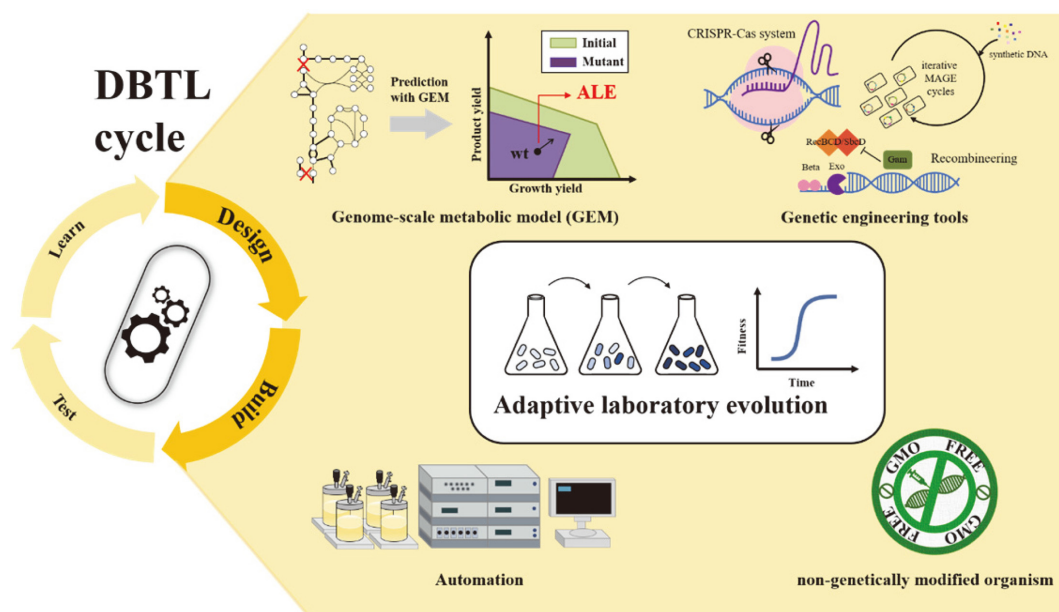 DBTL
cycle
Learn
Design
Build
Test
Prediction
with GEM
Product yield
Initial
Mutant
ALE
wt
Growth yield
Genome-scale metabolic model (GEM)
CRISPR-Cas system
synthetic DNA
iterative
MAGE
cycles
RecBCD/SbcD
Gam
Recombineering
Beta
Exo
Genetic engineering tools
Fitness
Time
Adaptive laboratory evolution
Automation
GMO FREE
GMO FREE
non-genetically modified organism